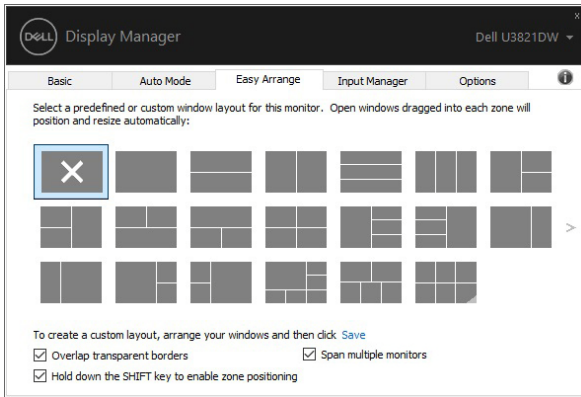 x
DELL Display Manager
Dell U3821DW
Basic Auto Mode Easy Arrange Input Manager Options
Select a predefined or custom window layout for this monitor. Open windows dragged into each zone will
position and resize automatically:
To create a custom layout, arrange your windows and then click Save
Overlap transparent borders Span multiple monitors
Hold down the SHIFT key to enable zone positioning